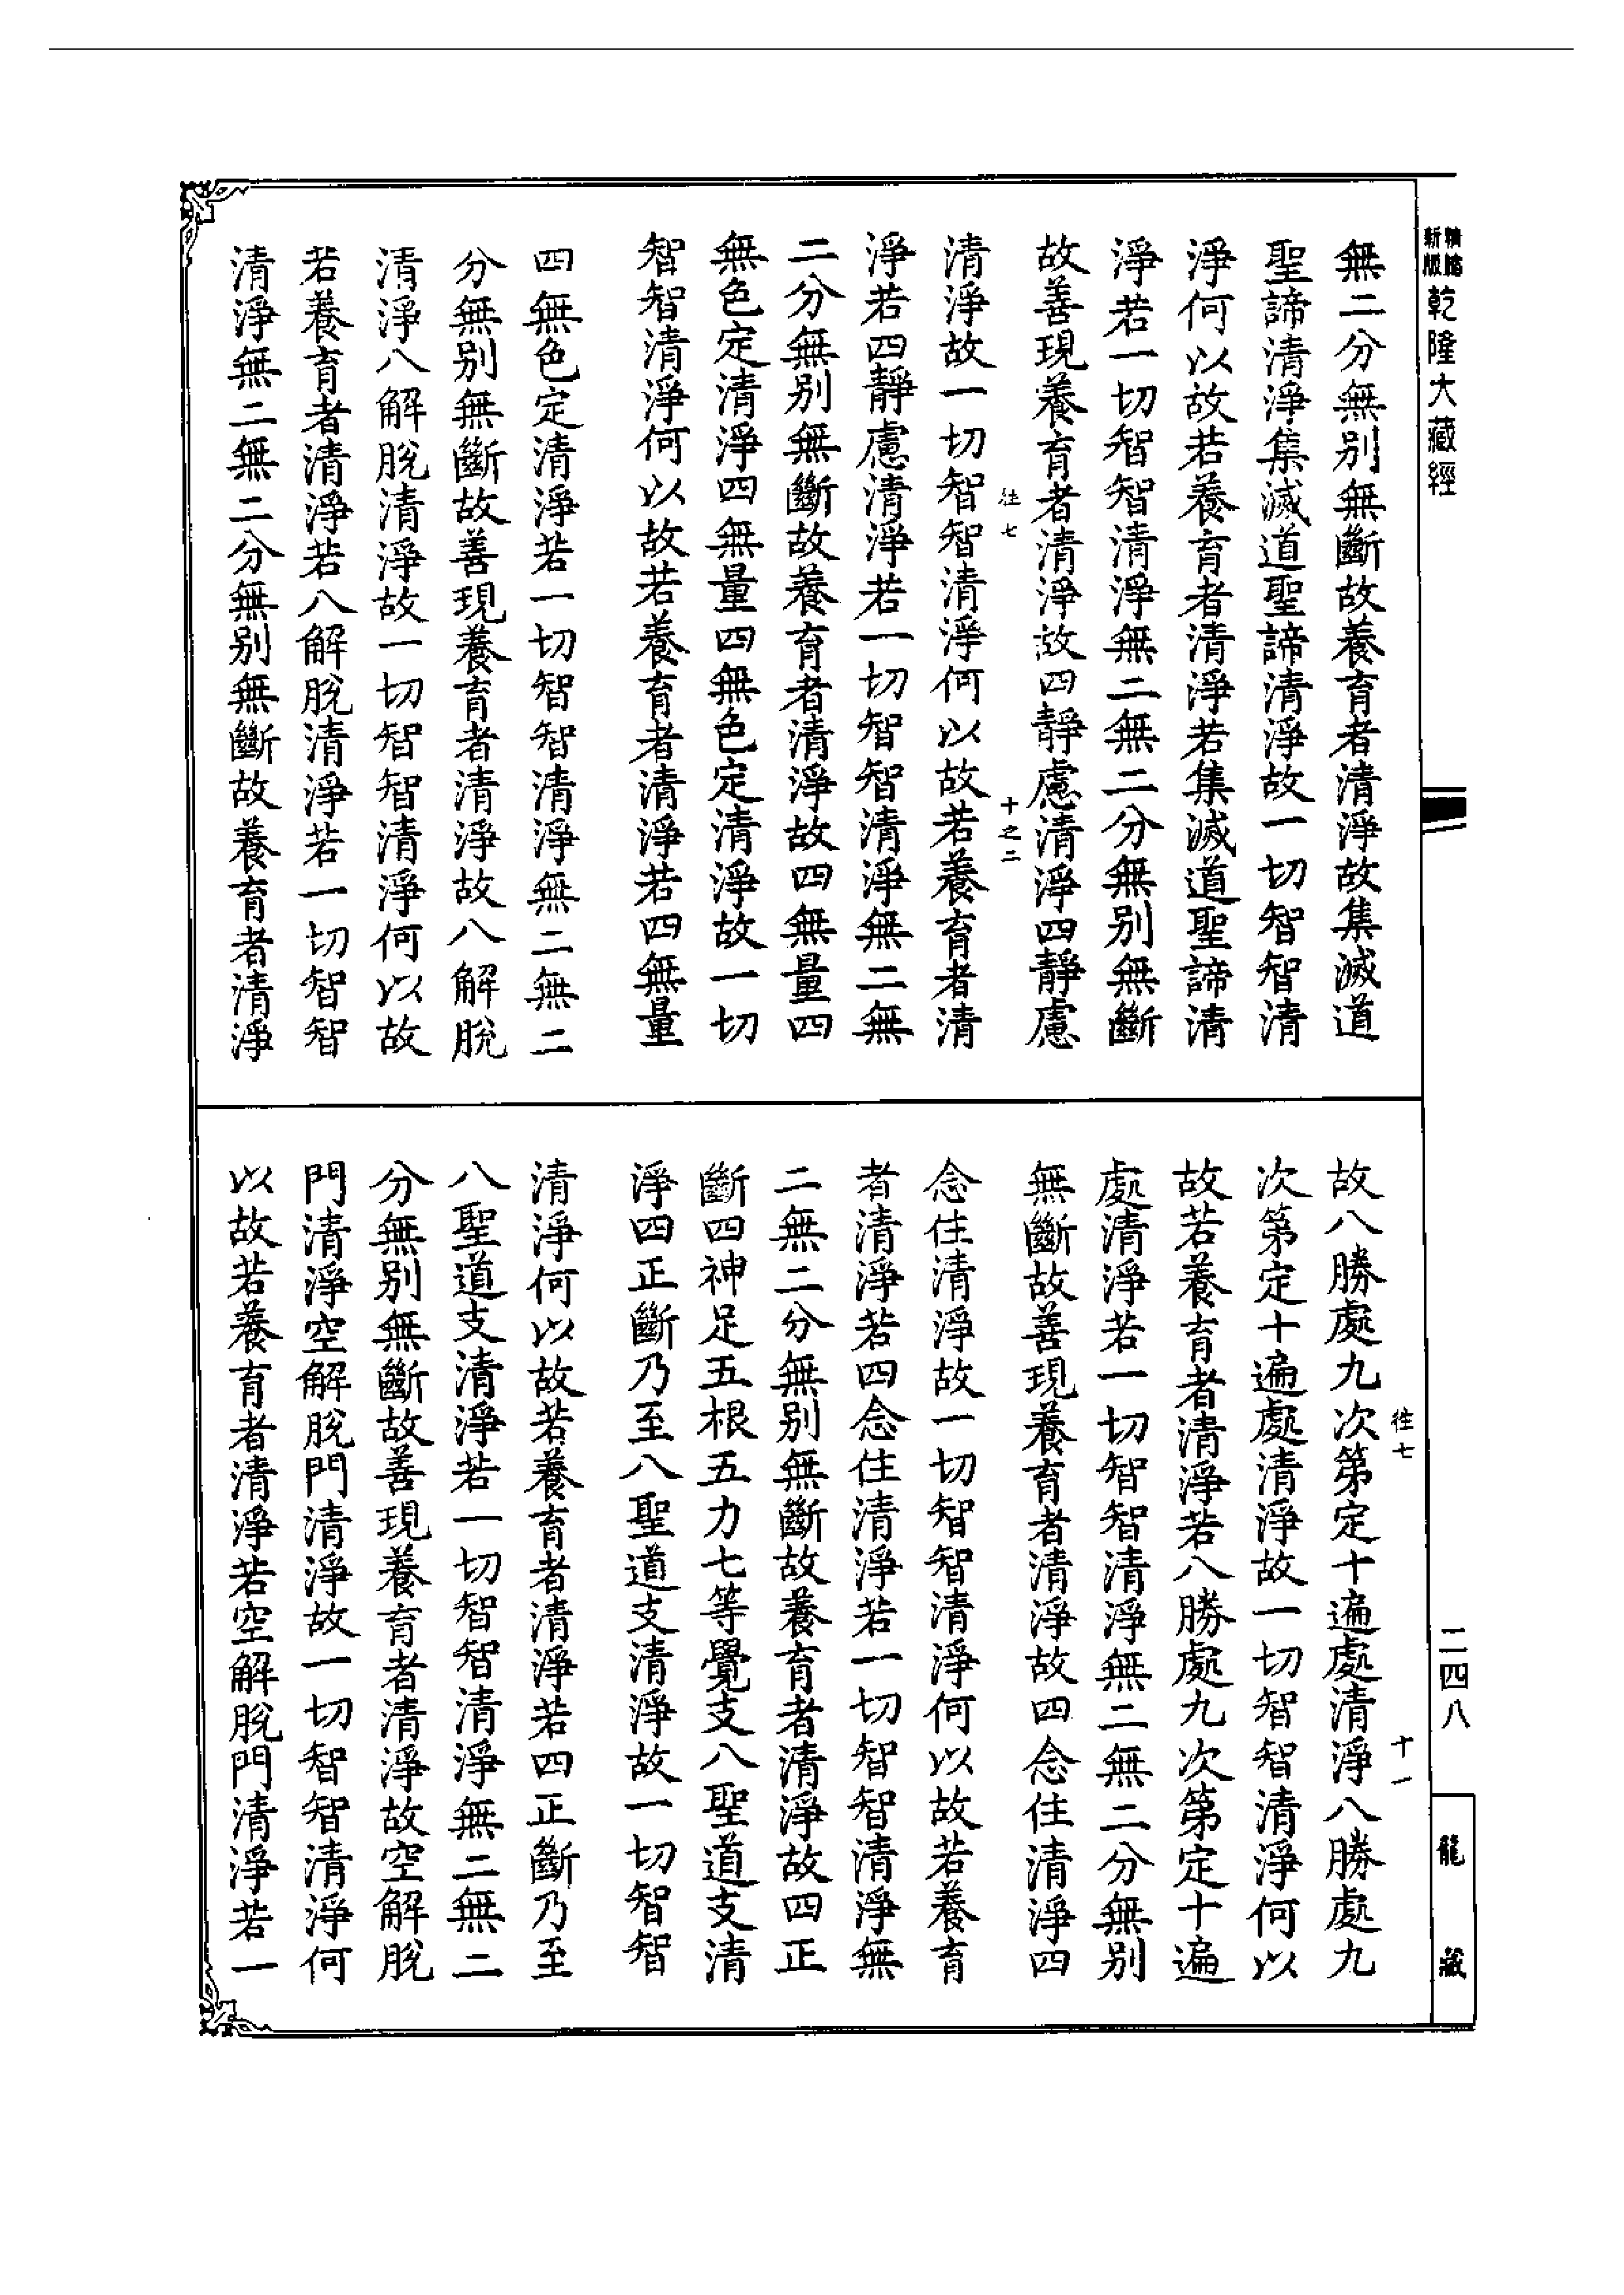 精縮新版乾隆大藏經
無二分無別無斷故養育者清淨故集滅道
聖諦清淨集滅道聖諦清淨故一切智智清
淨何以故若養育者清淨若集滅道聖諦清
淨若一切智智清淨無二無二分無別無斷
故善現養育者清淨故四靜慮清淨四靜慮
往七 十之二
清淨故一切智智清淨何以故若養育者清
淨若四靜慮清淨若一切智智清淨無二無
二分無別無斷故養育者清淨故四無量四
無色定清淨四無量四無色定清淨故一切
智智清淨何以故若養育者清淨若四無量
四無色定清淨若一切智智清淨無二無二
分無別無斷故善現養育者清淨故八解脫
清淨八解脫清淨故一切智智清淨何以故
若養育者清淨若八解脫清淨若一切智智
清淨無二無二分無別無斷故養育者清淨
二四八
龍藏
往七 十一
故八勝處九次第定十遍處清淨八勝處九
次第定十遍處清淨故一切智智清淨何以
故若養育者清淨若八勝處九次第定十遍
處清淨若一切智智清淨無二無二分無別
無斷故善現養育者清淨故四念住清淨四
念住清淨故一切智智清淨何以故若養育
者清淨若四念住清淨若一切智智清淨無
二無二分無別無斷故養育者清淨故四正
斷四神足五根五力七等覺支八聖道支清
淨四正斷乃至八聖道支清淨故一切智智
清淨何以故若養育者清淨若四正斷乃至
八聖道支清淨若一切智智清淨無二無二
分無別無斷故善現養育者清淨故空解脫
門清淨空解脫門清淨故一切智智清淨何
以故若養育者清淨若空解脫門清淨若一